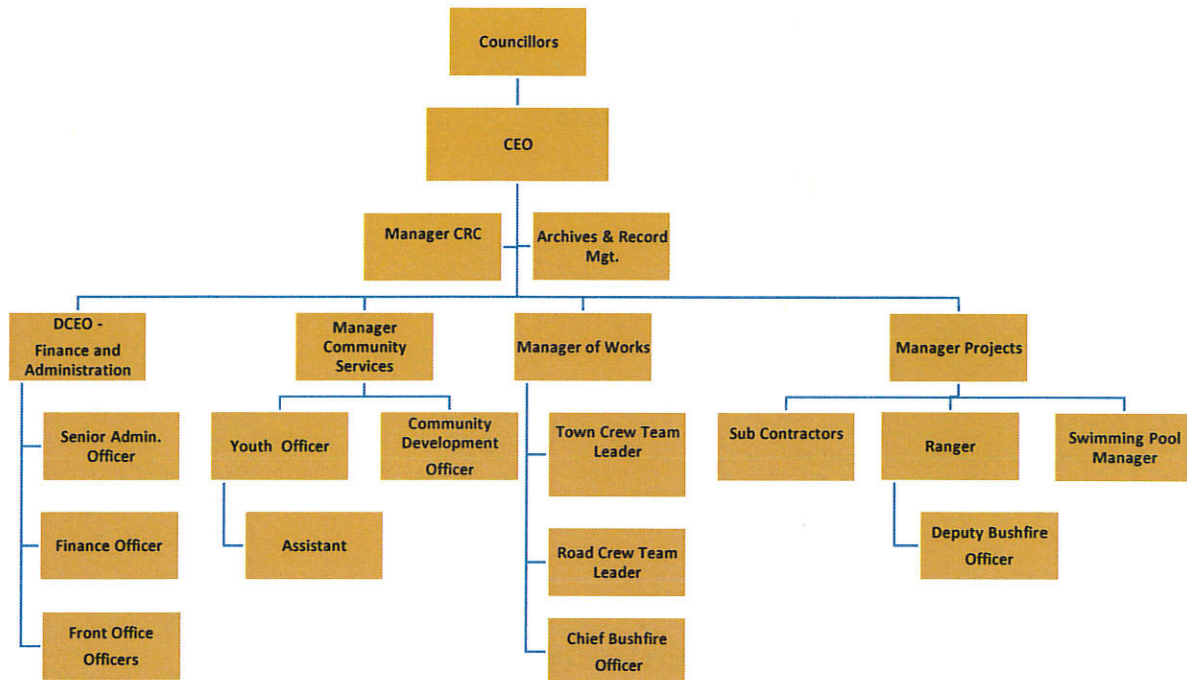 Councillors
CEO
Manager CRC
Archives & Record
Mgt.
DCEO -
Finance and
Administration
Manager
Community
Services
Manager of Works
Manager Projects
Senior Admin.
Officer
Youth Officer
Community
Development
Officer
Town Crew Team
Leader
Sub Contractors
Ranger
Swimming Pool
Manager
Finance Officer
Assistant
Road Crew Team
Leader
Deputy Bushfire
Officer
Front Office
Officers
Chief Bushfire
Officer